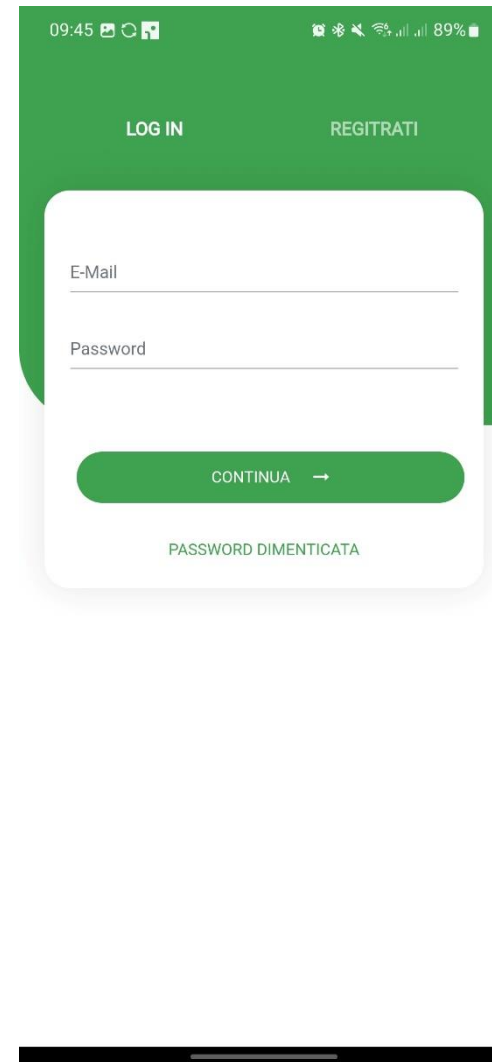 09:45 89%
LOG IN REGITRATI
E-Mail
Password
CONTINUA →
PASSWORD DIMENTICATA